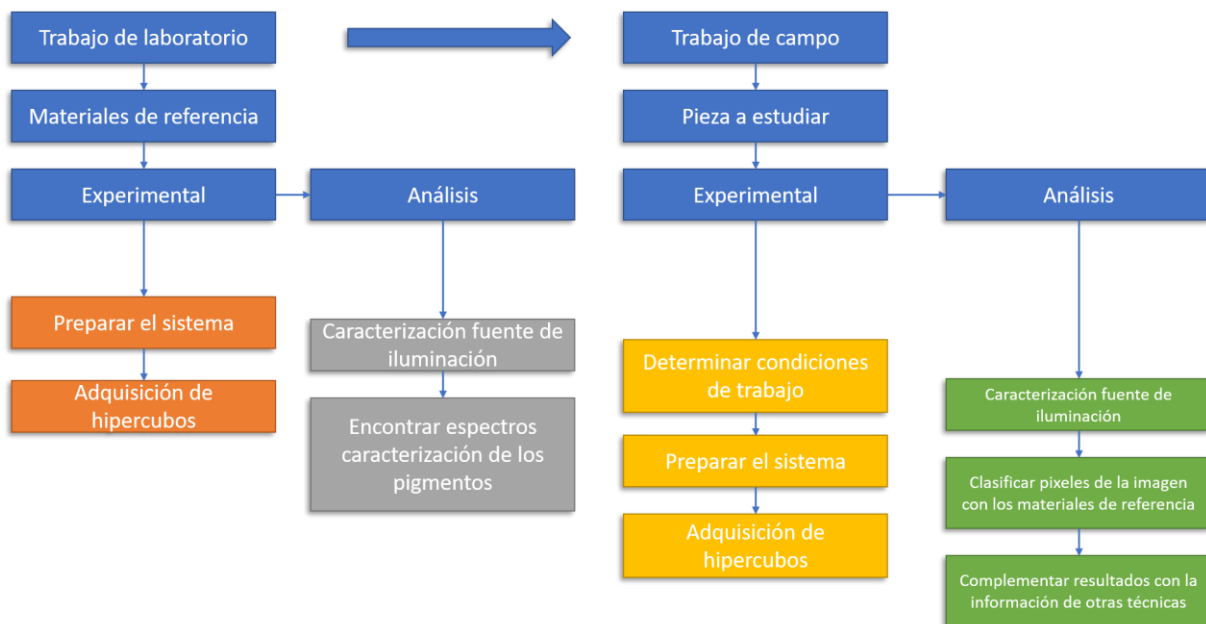 Trabajo de laboratorio
Materiales de referencia
Experimental
Análisis
Preparar el sistema
Adquisición de
hipercubos
Caracterización fuente de
iluminación
Encontrar espectros
caracterización de los
pigmentos
Trabajo de campo
Pieza a estudiar
Experimental
Análisis
Determinar condiciones
de trabajo
Preparar el sistema
Adquisición de
hipercubos
Caracterización fuente de
iluminación
Clasificar pixeles de la imagen
con los materiales de referencia
Complementar resultados con la
información de otras técnicas